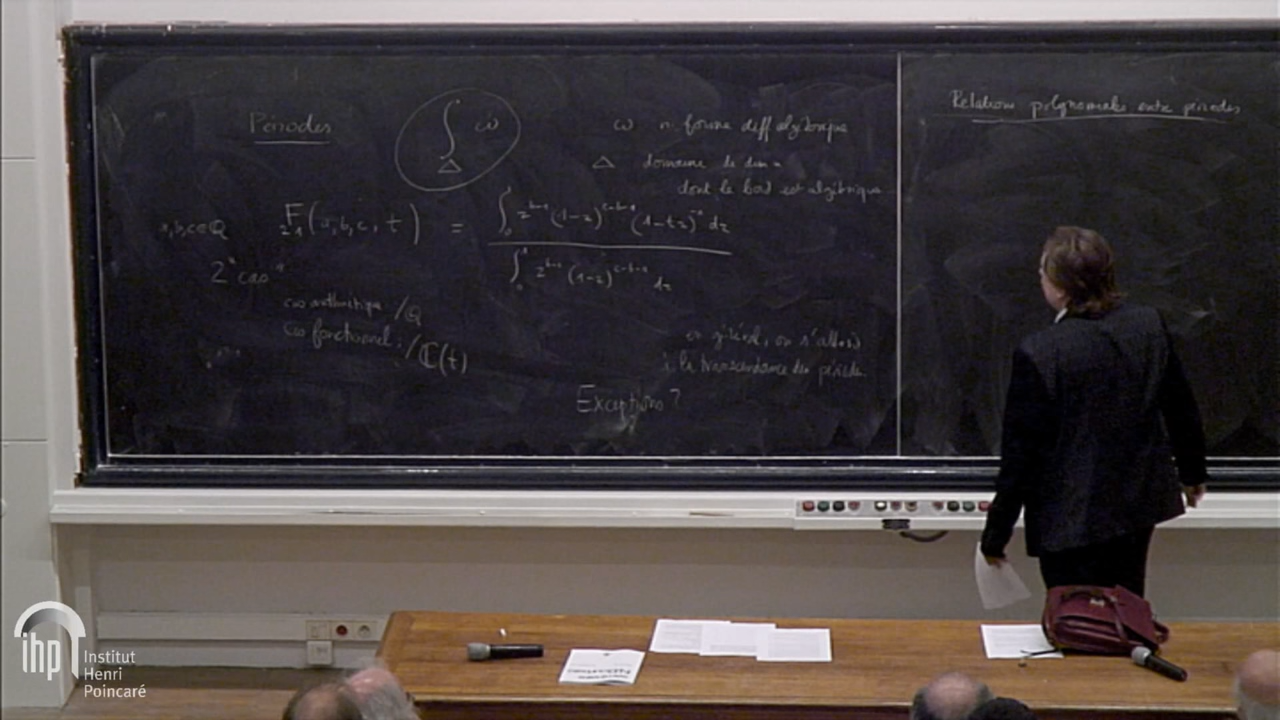 Périodes
∫_Δ ω
ω n. forme diff algébrique
Δ domaine de dim n
dont le bord est algébrique
a,b,c∈ℚ ₂F₁(a,b,c,t) = ∫₀¹ z^{b-1}(1-z)^{c-b-1}(1-tz)^{-a} dz / ∫₀¹ z^{b-1}(1-z)^{c-b-1} dz
2 "cas"
cas arithmétique /ℚ
cas fonctionnel : /ℂ(t)
en général, on s'attend
à la transcendance des périodes.
Exceptions ?
Relations polynomiales entre périodes
ihp
Institut
Henri
Poincaré